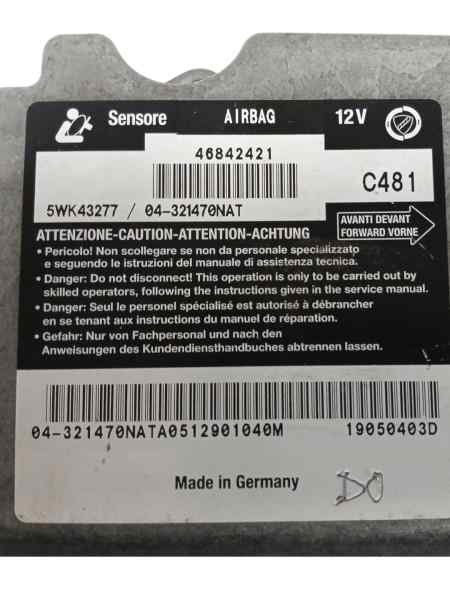 Sensore AIRBAG 12V
46842421
C481
5WK43277 / 04-321470NAT
AVANTI DEVANT
FORWARD VORNE
ATTENZIONE-CAUTION-ATTENTION-ACHTUNG
• Pericolo! Non scollegare se non da personale specializzato
e seguendo le istruzioni del manuale di assistenza tecnica.
• Danger: Do not disconnect! This operation is only to be carried out by
skilled operators, following the instructions given in the service manual.
• Danger: Seul le personel spécialisé est autorisé à débrancher
en se tenant aux instructions du manuel de réparation.
• Gefahr: Nur von Fachpersonal und nach den
Anweisungen des Kundendiensthandbuches abtrennen lassen.
04-321470NATA0512901040M 19050403D
Made in Germany
DO